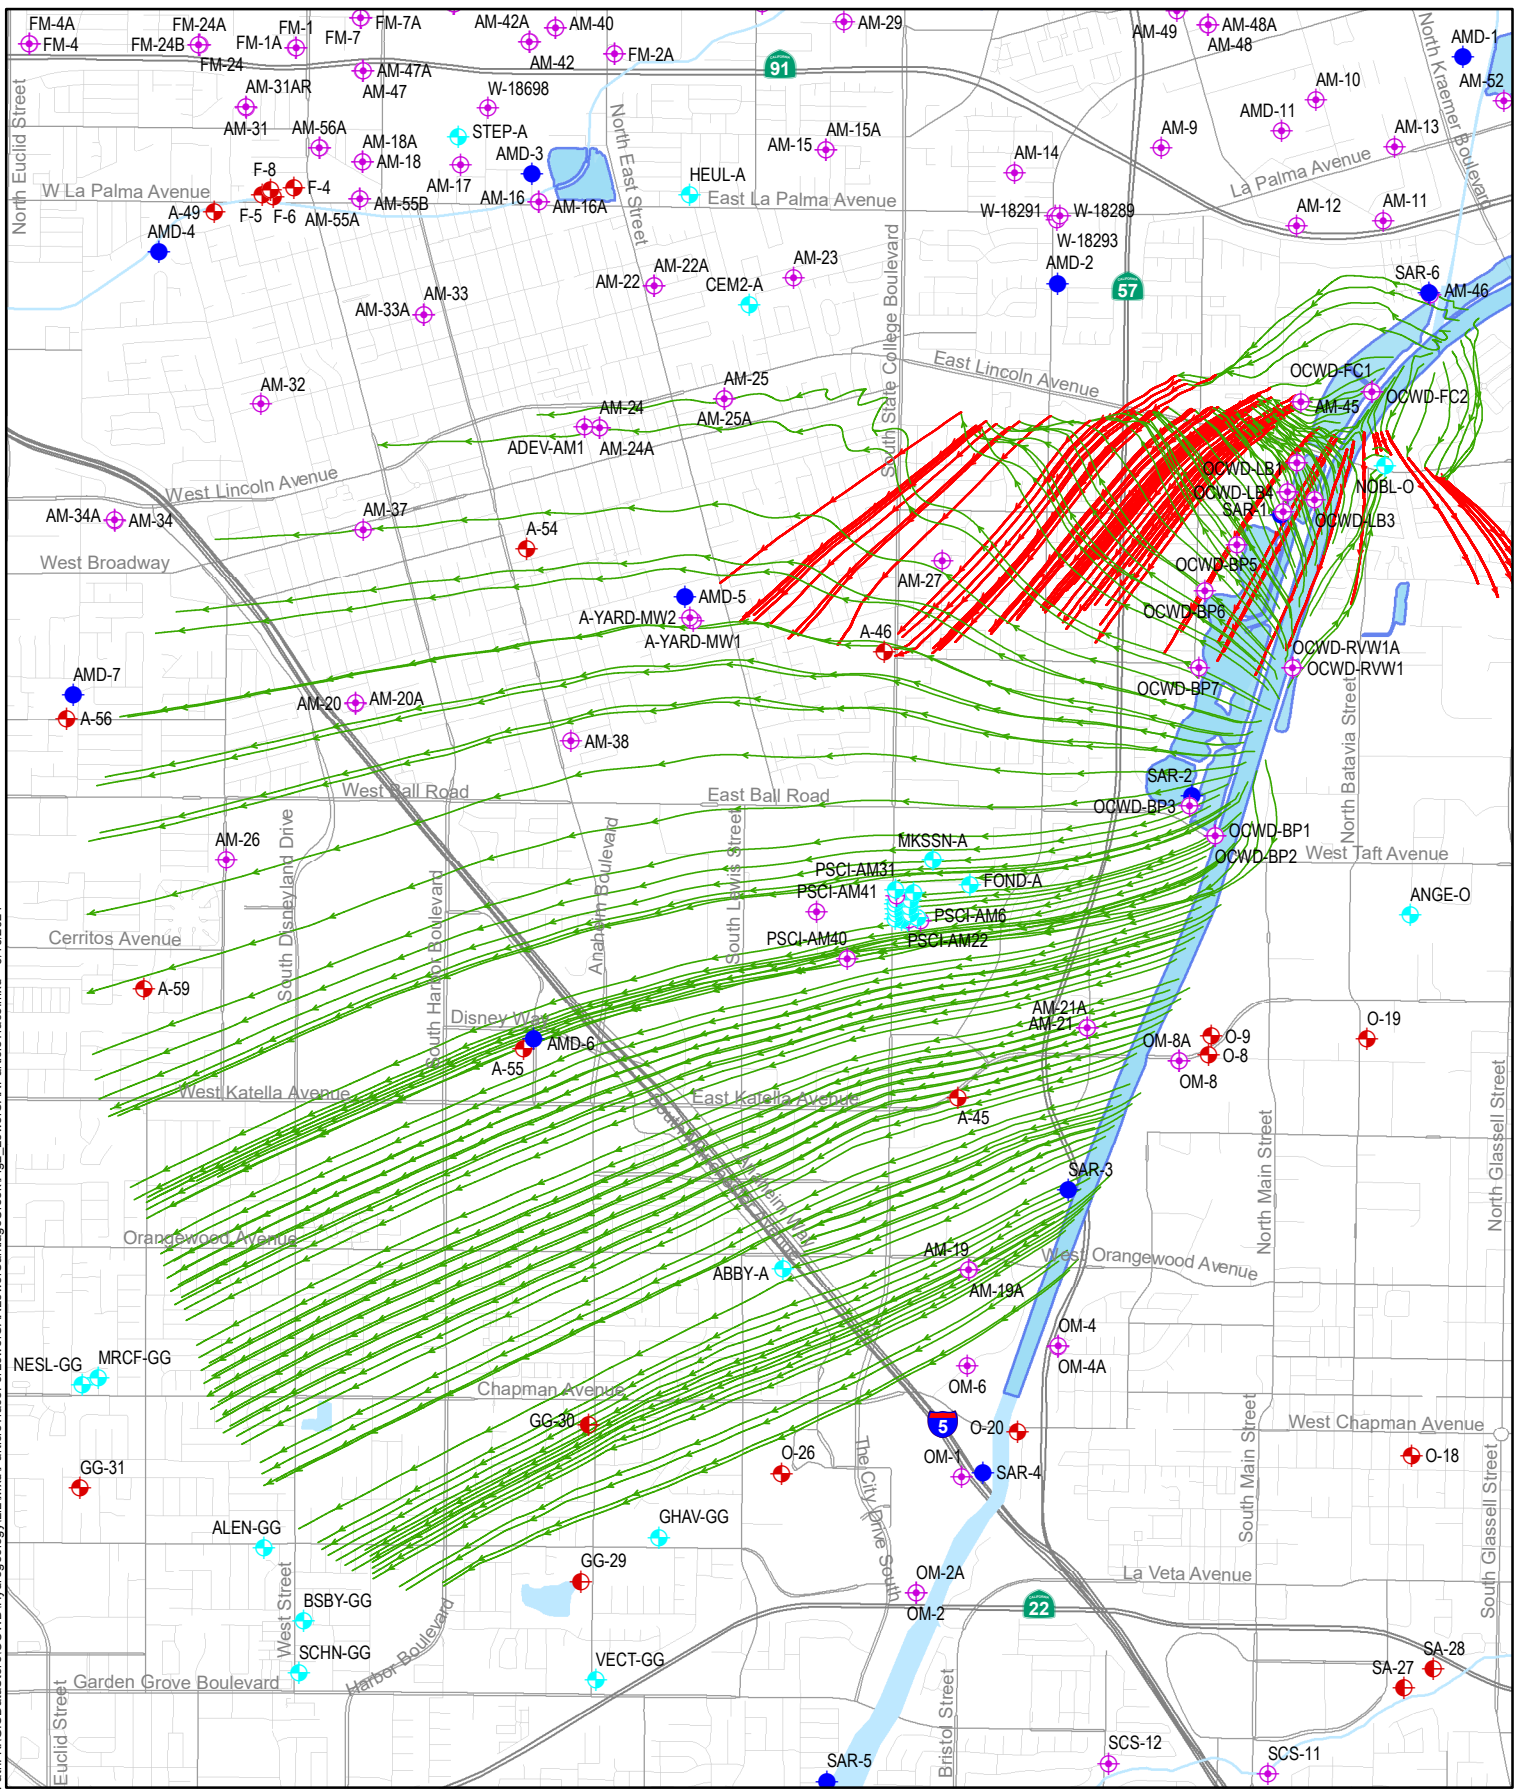 FM-4A
FM-4
FM-24A
FM-24B
FM-24
FM-1
FM-1A
FM-7A
FM-7
AM-42A
AM-40
AM-42
FM-2A
AM-29
AM-49
AM-48A
AM-48
AMD-1
AM-52
North Kraemer Boulevard
91
AM-47A
AM-47
AM-31AR
AM-31
W-18698
STEP-A
AM-10
AMD-11
AM-9
AM-13
AM-56A
AM-18A
AM-18
AM-17
AMD-3
AM-15A
AM-15
AM-14
La Palma Avenue
North Euclid Street
W La Palma Avenue
F-8
F-4
F-5
F-6
A-49
AMD-4
AM-55B
AM-55A
AM-16
AM-16A
North East Street
HEUL-A
East La Palma Avenue
W-18291
W-18289
W-18293
AM-12
AM-11
AMD-2
57
SAR-6
AM-46
AM-22A
AM-22
AM-23
CEM2-A
AM-33
AM-33A
South State College Boulevard
East Lincoln Avenue
OCWD-FC1
OCWD-FC2
AM-45
AM-32
AM-25
AM-25A
AM-24
AM-24A
ADEV-AM1
OCWD-LB1
OCWD-LB4
SAR-1
OCWD-LB3
NOBL-O
West Lincoln Avenue
AM-34A
AM-34
AM-37
A-54
West Broadway
AM-27
OCWD-BP5
OCWD-BP6
AMD-5
A-YARD-MW2
A-YARD-MW1
A-46
OCWD-RVW1A
OCWD-RVW1
OCWD-BP7
AMD-7
A-56
AM-20
AM-20A
AM-38
North Batavia Street
West Ball Road
East Ball Road
SAR-2
OCWD-BP3
OCWD-BP1
OCWD-BP2
West Taft Avenue
AM-26
South Disneyland Drive
South Harbor Boulevard
Anaheim Boulevard
South Lewis Street
MKSSN-A
PSCI-AM31
FOND-A
PSCI-AM41
PSCI-AM6
PSCI-AM22
PSCI-AM40
ANGE-O
Cerritos Avenue
A-59
Disney Way
AMD-6
A-55
AM-21A
AM-21
OM-8A
OM-8
O-9
O-8
O-19
West Katella Avenue
East Katella Avenue
A-45
South Manchester Avenue
Anaheim Way
SAR-3
North Main Street
North Glassell Street
Orangewood Avenue
West Orangewood Avenue
ABBY-A
AM-19
AM-19A
OM-4
OM-4A
OM-6
NESL-GG
MRCF-GG
Chapman Avenue
GG-30
5
O-20
West Chapman Avenue
O-18
O-26
OM-1
SAR-4
GG-31
The City Drive South
South Main Street
South Glassell Street
ALEN-GG
GHAV-GG
GG-29
OM-2A
OM-2
La Veta Avenue
22
BSBY-GG
West Street
SCHN-GG
Harbor Boulevard
VECT-GG
Garden Grove Boulevard
Euclid Street
SA-28
SA-27
Bristol Street
SAR-5
SCS-12
SCS-11